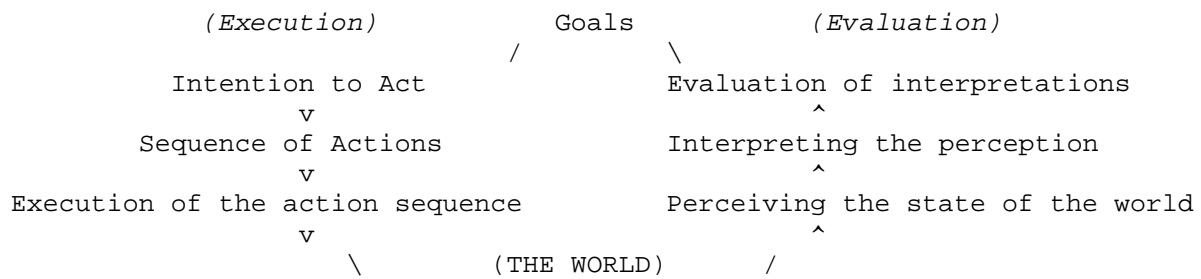 (Execution) Goals (Evaluation)
/ \
Intention to Act Evaluation of interpretations
v ^
Sequence of Actions Interpreting the perception
v ^
Execution of the action sequence Perceiving the state of the world
v ^
\ (THE WORLD) /